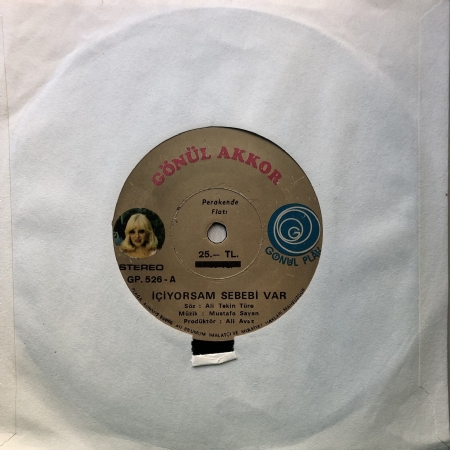 GÖNÜL AKKOR
Perakende
Fiatı
25.— TL.
GÖNÜL PLAK
STEREO
GP. 526 - A
İÇİYORSAM SEBEBİ VAR
Söz : Ali Tekin Türe
Müzik : Mustafa Sayan
Prodüktör : Ali Avaz